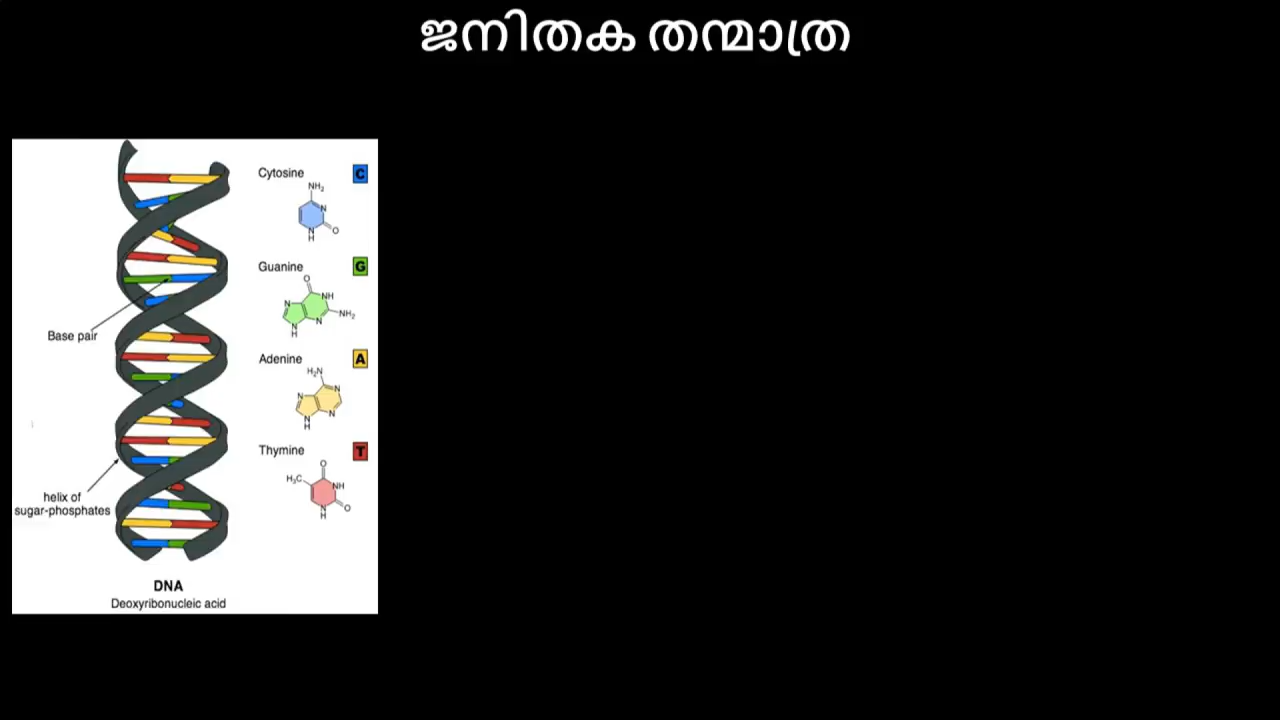 ജനിതക തന്മാത്ര
Cytosine C
NH₂
N
N
H
O
Guanine G
O
N
NH
N
H
N
NH₂
Base pair
Adenine A
H₂N
N
N
N
H
N
Thymine T
O
H₃C
NH
N
H
O
helix of
sugar-phosphates
DNA
Deoxyribonucleic acid